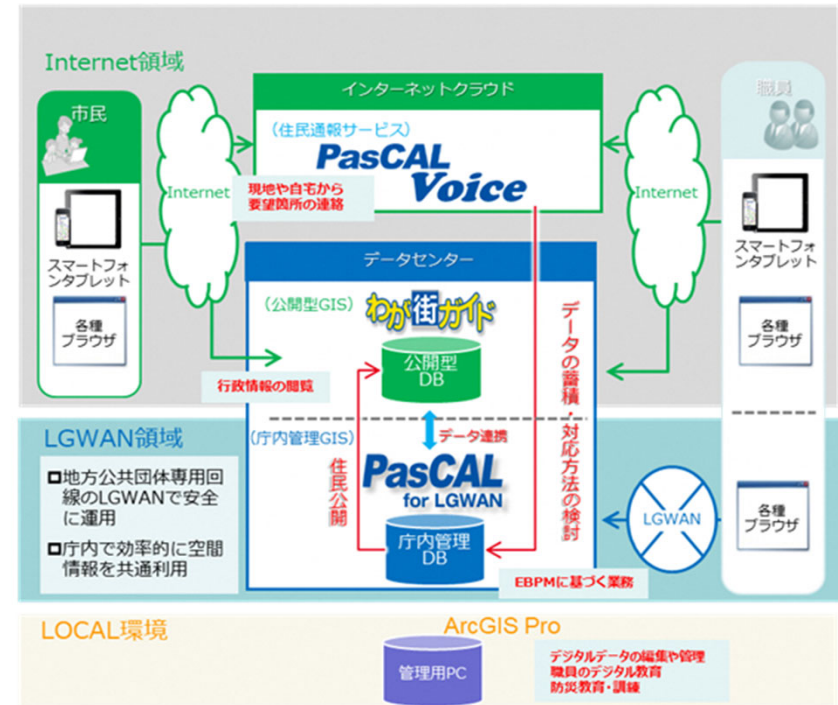 Internet領域
市民
スマートフォ
ンタブレット
各種
ブラウザ
Internet
インターネットクラウド
(住民通報サービス)
PasCAL
Voice
現地や自宅から
要望箇所の連絡
Internet
職員
スマートフォ
ンタブレット
各種
ブラウザ
データセンター
(公開型GIS)
わが街ガイド
公開型
DB
行政情報の閲覧
データの蓄積・対応方法の検討
LGWAN領域
□地方公共団体専用回
線のLGWANで安全
に運用
□庁内で効率的に空間
情報を共通利用
(庁内管理GIS)
データ連携
住民公開
PasCAL
for LGWAN
庁内管理
DB
EBPMに基づく業務
LGWAN
各種
ブラウザ
LOCAL環境
ArcGIS Pro
管理用PC
デジタルデータの編集や管理
職員のデジタル教育
防災教育・訓練